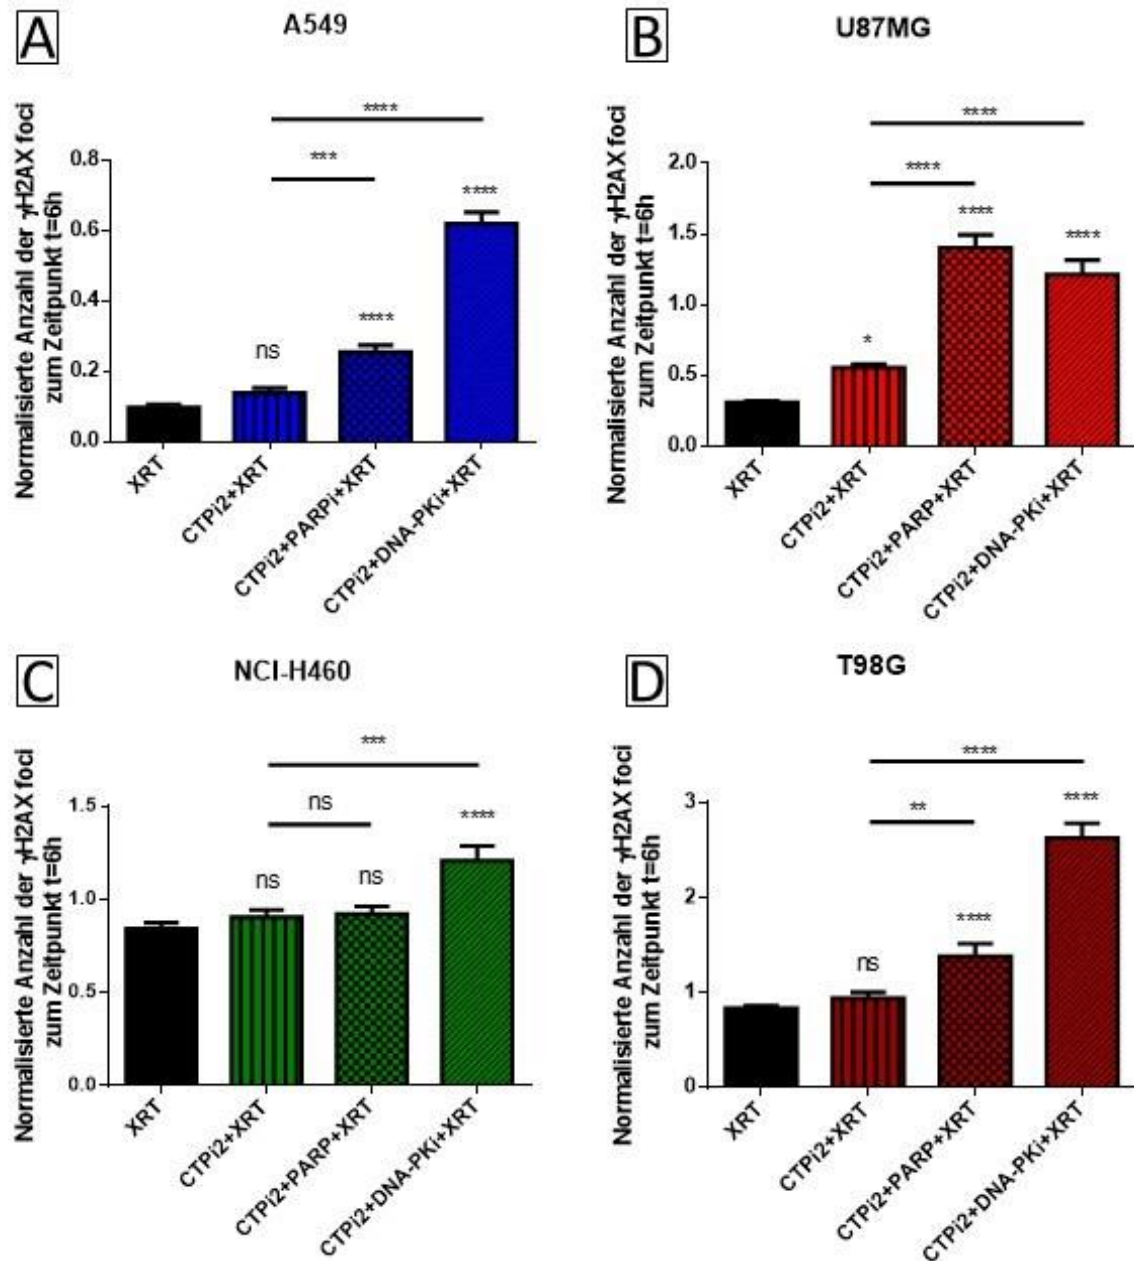 A
A549
Normalisierte Anzahl der γH2AX foci
zum Zeitpunkt t=6h
0.8
0.6
0.4
0.2
0.0
****
***
ns
****
****
XRT
CTPi2+XRT
CTPi2+PARPi+XRT
CTPi2+DNA-PKi+XRT
B
U87MG
Normalisierte Anzahl der γH2AX foci
zum Zeitpunkt t=6h
2.0
1.5
1.0
0.5
0.0
****
****
*
****
****
XRT
CTPi2+XRT
CTPi2+PARP+XRT
CTPi2+DNA-PKi+XRT
C
NCI-H460
Normalisierte Anzahl der γH2AX foci
zum Zeitpunkt t=6h
1.5
1.0
0.5
0.0
***
ns
ns
ns
****
XRT
CTPi2+XRT
CTPi2+PARP+XRT
CTPi2+DNA-PKi+XRT
D
T98G
Normalisierte Anzahl der γH2AX foci
zum Zeitpunkt t=6h
3
2
1
0
****
**
ns
****
****
XRT
CTPi2+XRT
CTPi2+PARP+XRT
CTPi2+DNA-PKi+XRT